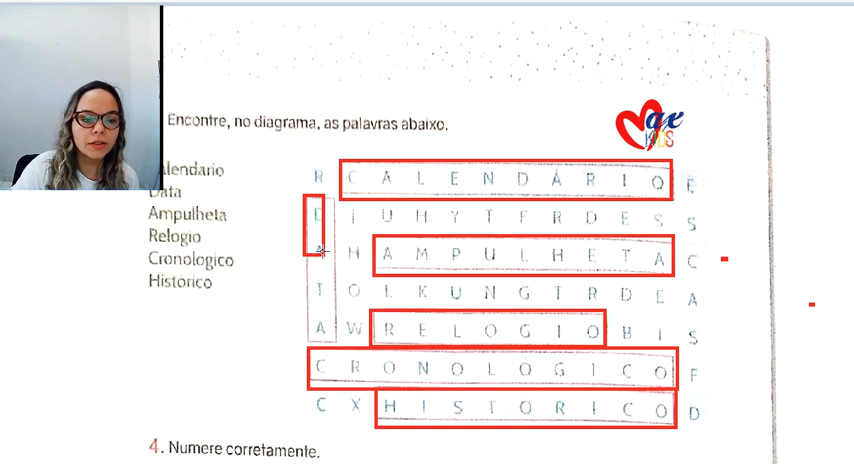 Encontre, no diagrama, as palavras abaixo.
alendario
Data
Ampulheta
Relogio
Cronologico
Historico
R C A L E N D Á R I O E
D I U H Y T F R D E S S
A H A M P U L H E T A C
T O L K U N G T R D E A
A W R E L O G I O B I S
C R O N O L O G I C O F
C X H I S T O R I C O D
4. Numere corretamente.